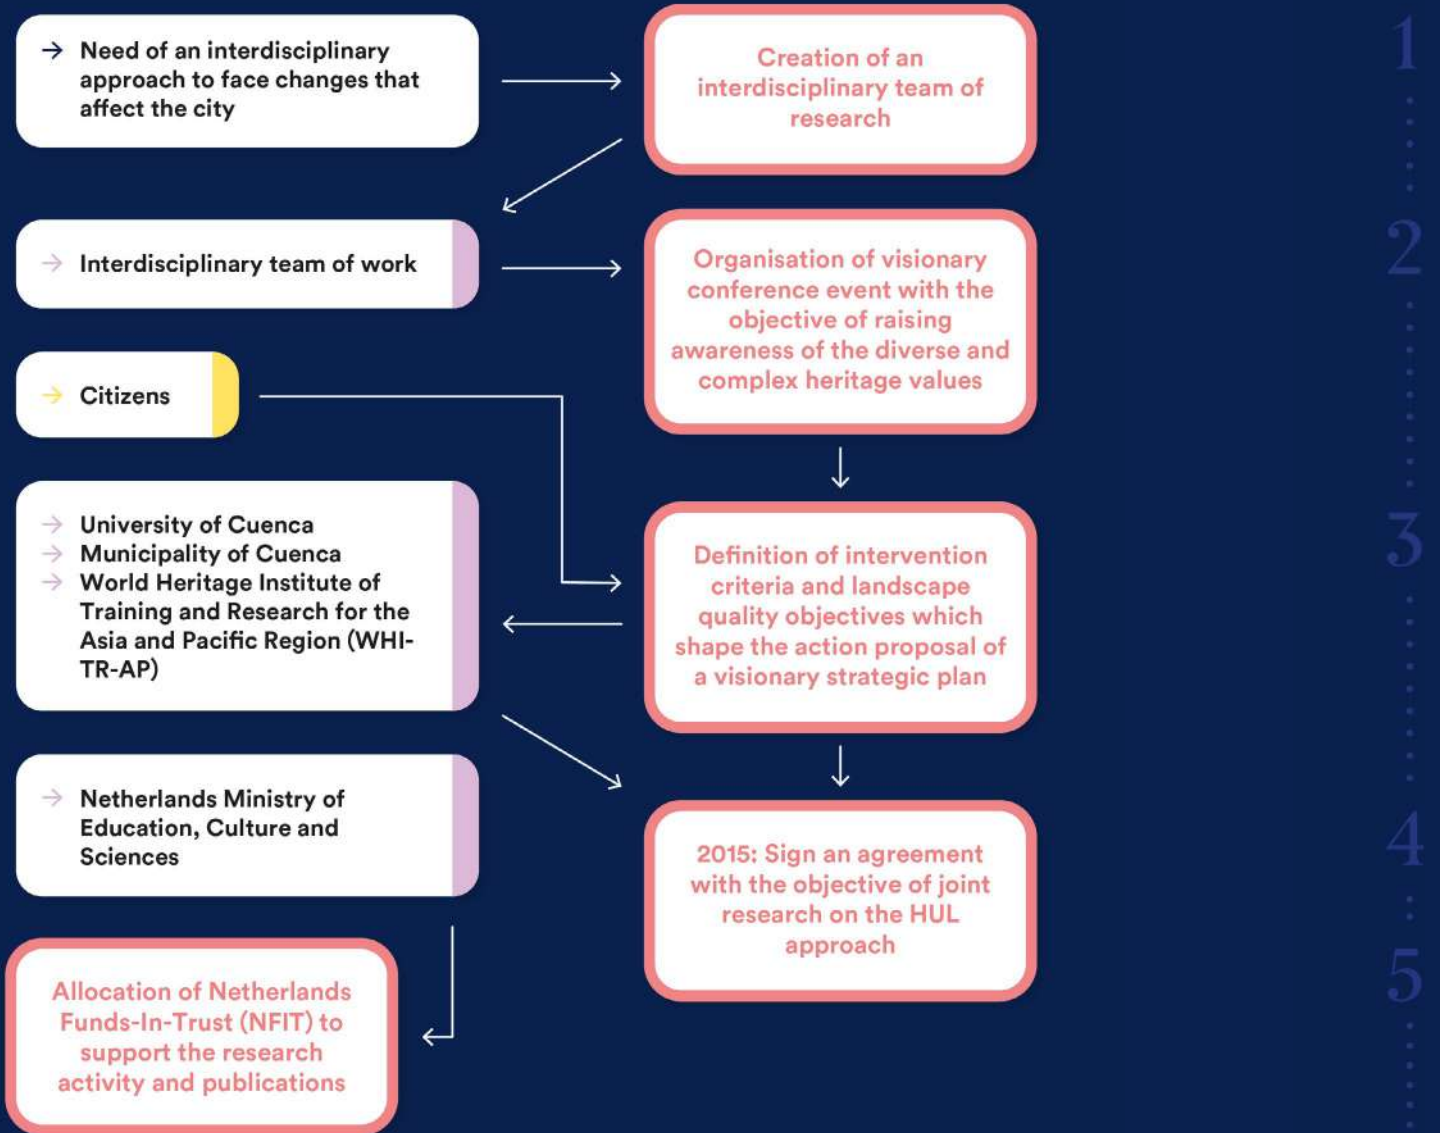 → Need of an interdisciplinary
approach to face changes that
affect the city
Creation of an
interdisciplinary team of
research
1
→ Interdisciplinary team of work
Organisation of visionary
conference event with the
objective of raising
awareness of the diverse and
complex heritage values
2
→ Citizens
→ University of Cuenca
→ Municipality of Cuenca
→ World Heritage Institute of
Training and Research for the
Asia and Pacific Region (WHI-
TR-AP)
Definition of intervention
criteria and landscape
quality objectives which
shape the action proposal of
a visionary strategic plan
3
→ Netherlands Ministry of
Education, Culture and
Sciences
2015: Sign an agreement
with the objective of joint
research on the HUL
approach
4
Allocation of Netherlands
Funds-In-Trust (NFIT) to
support the research
activity and publications
5